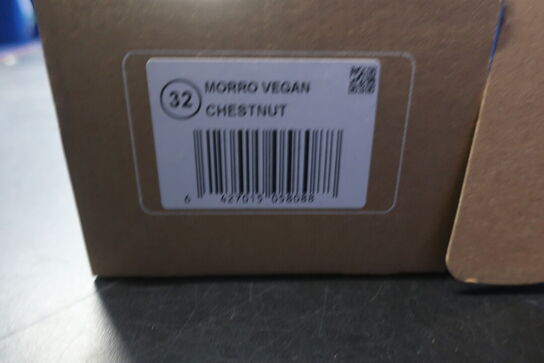 32
MORRO VEGAN
CHESTNUT
6 427015 058088